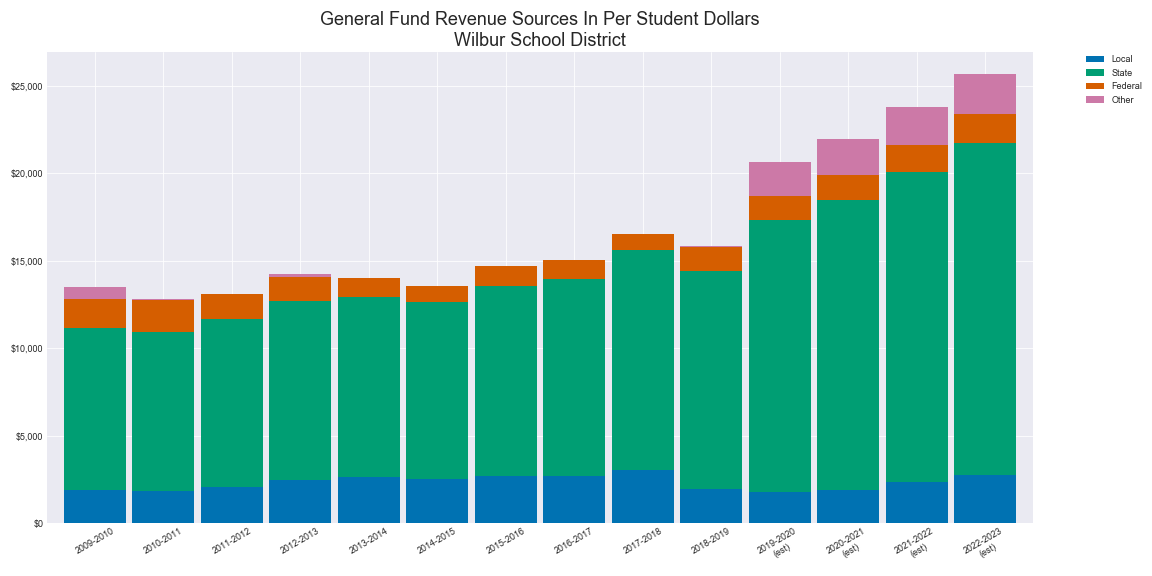 General Fund Revenue Sources In Per Student Dollars
Wilbur School District
Local
State
Federal
Other
$25,000
$20,000
$15,000
$10,000
$5,000
$0
2009-2010
2010-2011
2011-2012
2012-2013
2013-2014
2014-2015
2015-2016
2016-2017
2017-2018
2018-2019
2019-2020
(est)
2020-2021
(est)
2021-2022
(est)
2022-2023
(est)